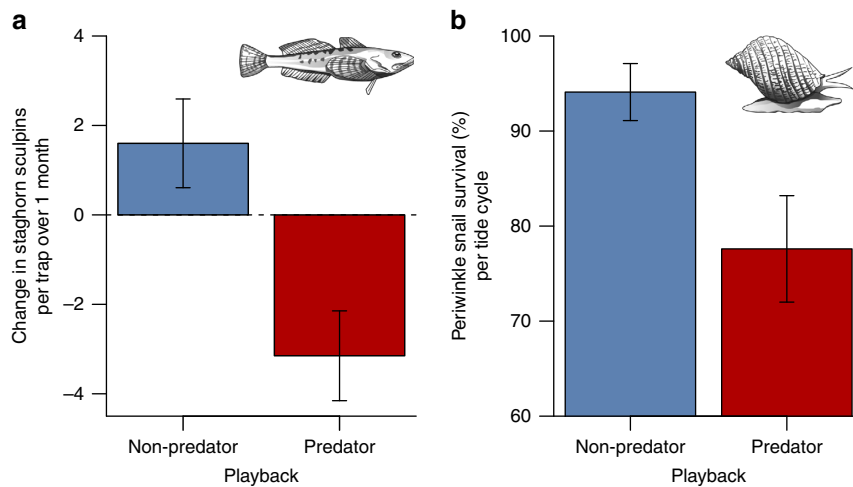 a
Change in staghorn sculpins
per trap over 1 month
4
2
0
–2
–4
Non-predator
Predator
Playback
b
Periwinkle snail survival (%)
per tide cycle
100
90
80
70
60
Non-predator
Predator
Playback